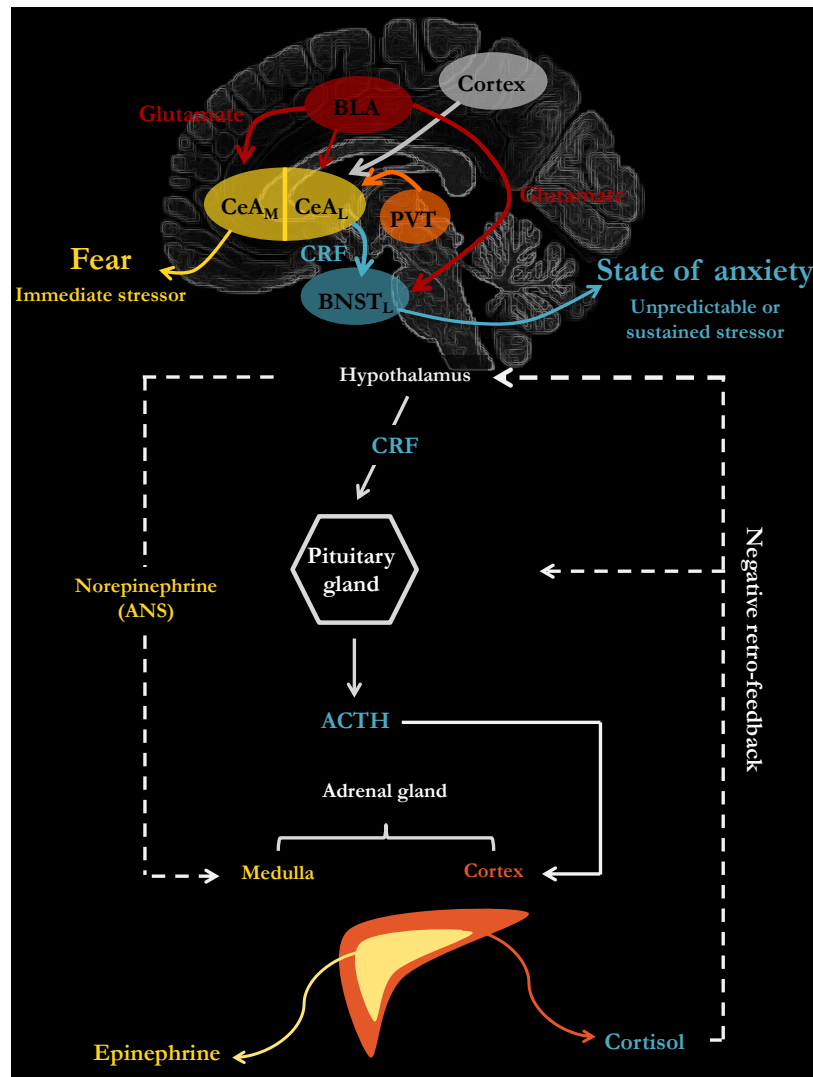 Cortex
BLA
Glutamate
CeAM
CeAL
PVT
Glutamate
CRF
Fear
Immediate stressor
BNSTL
State of anxiety
Unpredictable or
sustained stressor
Hypothalamus
CRF
Pituitary
gland
Norepinephrine
(ANS)
Negative retro-feedback
ACTH
Adrenal gland
Medulla
Cortex
Epinephrine
Cortisol